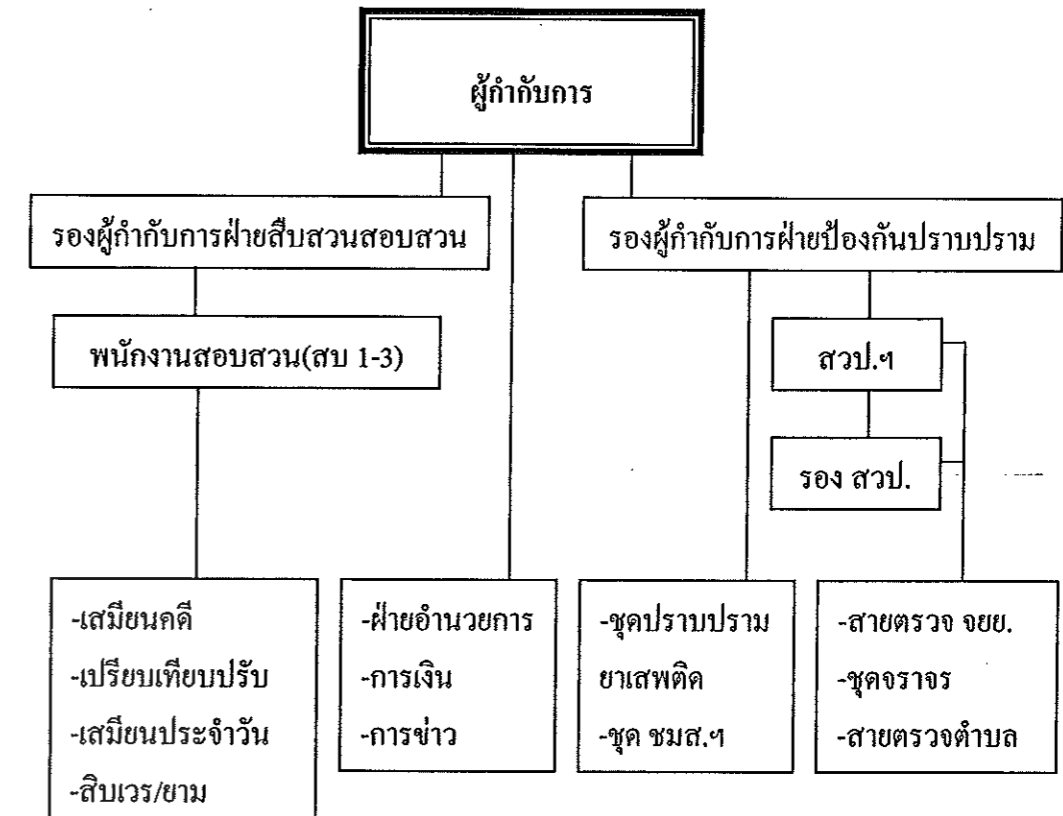 ผู้กำกับการ
รองผู้กำกับการฝ่ายสืบสวนสอบสวน
รองผู้กำกับการฝ่ายป้องกันปราบปราม
พนักงานสอบสวน(สบ 1-3)
สวป.ฯ
รอง สวป.
-เสมียนคดี
-เปรียบเทียบปรับ
-เสมียนประจำวัน
-สิบเวร/ยาม
-ฝ่ายอำนวยการ
-การเงิน
-การข่าว
-ชุดปราบปราม
ยาเสพติด
-ชุด ชมส.ฯ
-สายตรวจ จยย.
-ชุดจราจร
-สายตรวจตำบล